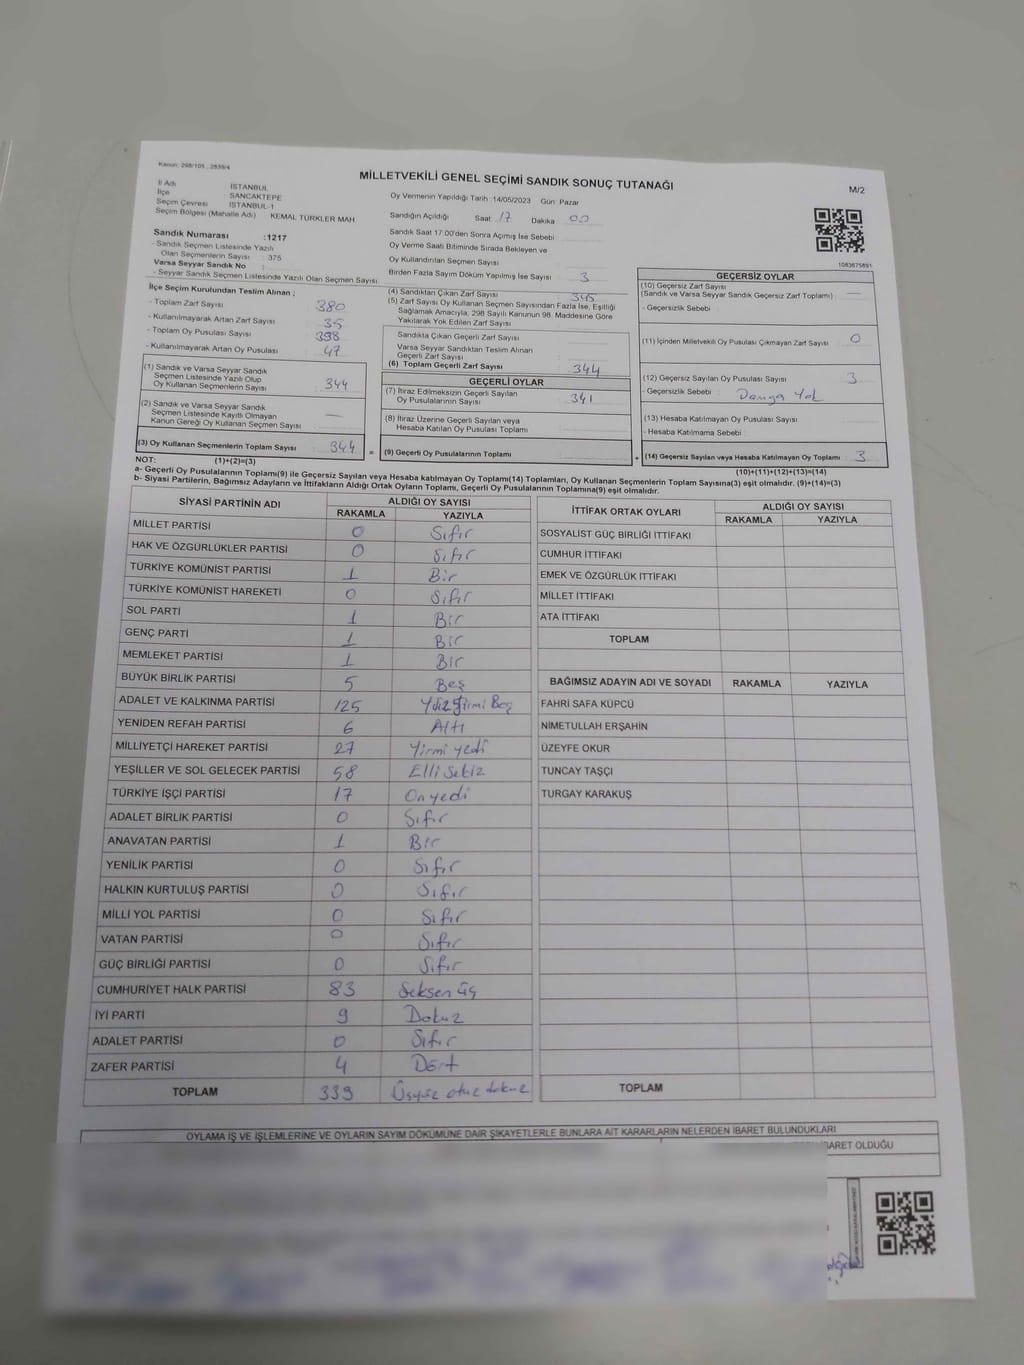 Kanun: 298/105 , 2839/4
MİLLETVEKİLİ GENEL SEÇİMİ SANDIK SONUÇ TUTANAĞI
M/2
İl Adı : İSTANBUL
İlçe : SANCAKTEPE
Seçim Çevresi : İSTANBUL-1
Seçim Bölgesi (Mahalle Adı) : KEMAL TÜRKLER MAH
Sandık Numarası :1217
- Sandık Seçmen Listesinde Yazılı
Olan Seçmenlerin Sayısı : 375
Varsa Seyyar Sandık No :
- Seyyar Sandık Seçmen Listesinde Yazılı Olan Seçmen Sayısı:
Oy Vermenin Yapıldığı Tarih :14/05/2023 Gün: Pazar
Sandığın Açıldığı Saat: 17 Dakika: 00
Sandık Saat 17:00'den Sonra Açımış İse Sebebi
Oy Verme Saati Bitiminde Sırada Bekleyen ve
Oy Kullandırılan Seçmen Sayısı
Birden Fazla Sayım Döküm Yapılmış İse Sayısı 3
1083675691
İlçe Seçim Kurulundan Teslim Alınan ;
- Toplam Zarf Sayısı 380
- Kullanılmayarak Artan Zarf Sayısı 35
- Toplam Oy Pusulası Sayısı 398
- Kullanılmayarak Artan Oy Pusulası 47
(1) Sandık ve Varsa Seyyar Sandık
Seçmen Listesinde Yazılı Olup
Oy Kullanan Seçmenlerin Sayısı 344
(2) Sandık ve Varsa Seyyar Sandık
Seçmen Listesinde Kayıtlı Olmayan
Kanun Gereği Oy Kullanan Seçmen Sayısı —
(3) Oy Kullanan Seçmenlerin Toplam Sayısı 344 =
(4) Sandıktan Çıkan Zarf Sayısı 345
(5) Zarf Sayısı Oy Kullanan Seçmen Sayısından Fazla İse, Eşitliği
Sağlamak Amacıyla, 298 Sayılı Kanunun 98. Maddesine Göre
Yakılarak Yok Edilen Zarf Sayısı
Sandıkta Çıkan Geçerli Zarf Sayısı
Varsa Seyyar Sandıktan Teslim Alınan
Geçerli Zarf Sayısı
(6) Toplam Geçerli Zarf Sayısı 344
GEÇERLİ OYLAR
(7) İtiraz Edilmeksizin Geçerli Sayılan
Oy Pusulalarının Sayısı 341
(8) İtiraz Üzerine Geçerli Sayılan veya
Hesaba Katılan Oy Pusulası Toplamı
(9) Geçerli Oy Pusulalarının Toplamı +
GEÇERSİZ OYLAR
(10) Geçersiz Zarf Sayısı
(Sandık ve Varsa Seyyar Sandık Geçersiz Zarf Toplamı) —
- Geçersizlik Sebebi :
(11) İçinden Milletvekili Oy Pusulası Çıkmayan Zarf Sayısı 0
(12) Geçersiz Sayılan Oy Pusulası Sayısı 3
- Geçersizlik Sebebi : Damga Yok
(13) Hesaba Katılmayan Oy Pusulası Sayısı
- Hesaba Katılmama Sebebi :
(14) Geçersiz Sayılan veya Hesaba Katılmayan Oy Toplamı 3
NOT: (1)+(2)=(3) (10)+(11)+(12)+(13)=(14)
a- Geçerli Oy Pusulalarının Toplamı(9) ile Geçersiz Sayılan veya Hesaba katılmayan Oy Toplamı(14) Toplamları, Oy Kullanan Seçmenlerin Toplam Sayısına(3) eşit olmalıdır. (9)+(14)=(3)
b- Siyasi Partilerin, Bağımsız Adayların ve İttifakların Aldığı Oyların Toplamı, Geçerli Oy Pusulalarının Toplamına(9) eşit olmalıdır.
SİYASİ PARTİNİN ADI ALDIĞI OY SAYISI
RAKAMLA YAZIYLA
MİLLET PARTİSİ 0 Sıfır
HAK VE ÖZGÜRLÜKLER PARTİSİ 0 Sıfır
TÜRKİYE KOMÜNİST PARTİSİ 1 Bir
TÜRKİYE KOMÜNİST HAREKETİ 0 Sıfır
SOL PARTİ 1 Bir
GENÇ PARTİ 1 Bir
MEMLEKET PARTİSİ 1 Bir
BÜYÜK BİRLİK PARTİSİ 5 Beş
ADALET VE KALKINMA PARTİSİ 125 Yüz Yirmi Beş
YENİDEN REFAH PARTİSİ 6 Altı
MİLLİYETÇİ HAREKET PARTİSİ 27 Yirmi yedi
YEŞİLLER VE SOL GELECEK PARTİSİ 58 Elli Sekiz
TÜRKİYE İŞÇİ PARTİSİ 17 Onyedi
ADALET BİRLİK PARTİSİ 0 Sıfır
ANAVATAN PARTİSİ 1 Bir
YENİLİK PARTİSİ 0 Sıfır
HALKIN KURTULUŞ PARTİSİ 0 Sıfır
MİLLİ YOL PARTİSİ 0 Sıfır
VATAN PARTİSİ 0 Sıfır
GÜÇ BİRLİĞİ PARTİSİ 0 Sıfır
CUMHURİYET HALK PARTİSİ 83 Seksen üç
İYİ PARTİ 9 Dokuz
ADALET PARTİSİ 0 Sıfır
ZAFER PARTİSİ 4 Dört
TOPLAM 339 Üçyüz otuz dokuz
İTTİFAK ORTAK OYLARI ALDIĞI OY SAYISI
RAKAMLA YAZIYLA
SOSYALİST GÜÇ BİRLİĞİ İTTİFAKI
CUMHUR İTTİFAKI
EMEK VE ÖZGÜRLÜK İTTİFAKI
MİLLET İTTİFAKI
ATA İTTİFAKI
TOPLAM
BAĞIMSIZ ADAYIN ADI VE SOYADI RAKAMLA YAZIYLA
FAHRİ SAFA KÜPCÜ
NİMETULLAH ERŞAHİN
ÜZEYFE OKUR
TUNCAY TAŞÇI
TURGAY KARAKUŞ
TOPLAM
OYLAMA İŞ VE İŞLEMLERİNE VE OYLARIN SAYIM DÖKÜMÜNE DAİR ŞİKAYETLERLE BUNLARA AİT KARARLARIN NELERDEN İBARET BULUNDUKLARI
BARET OLDUĞU